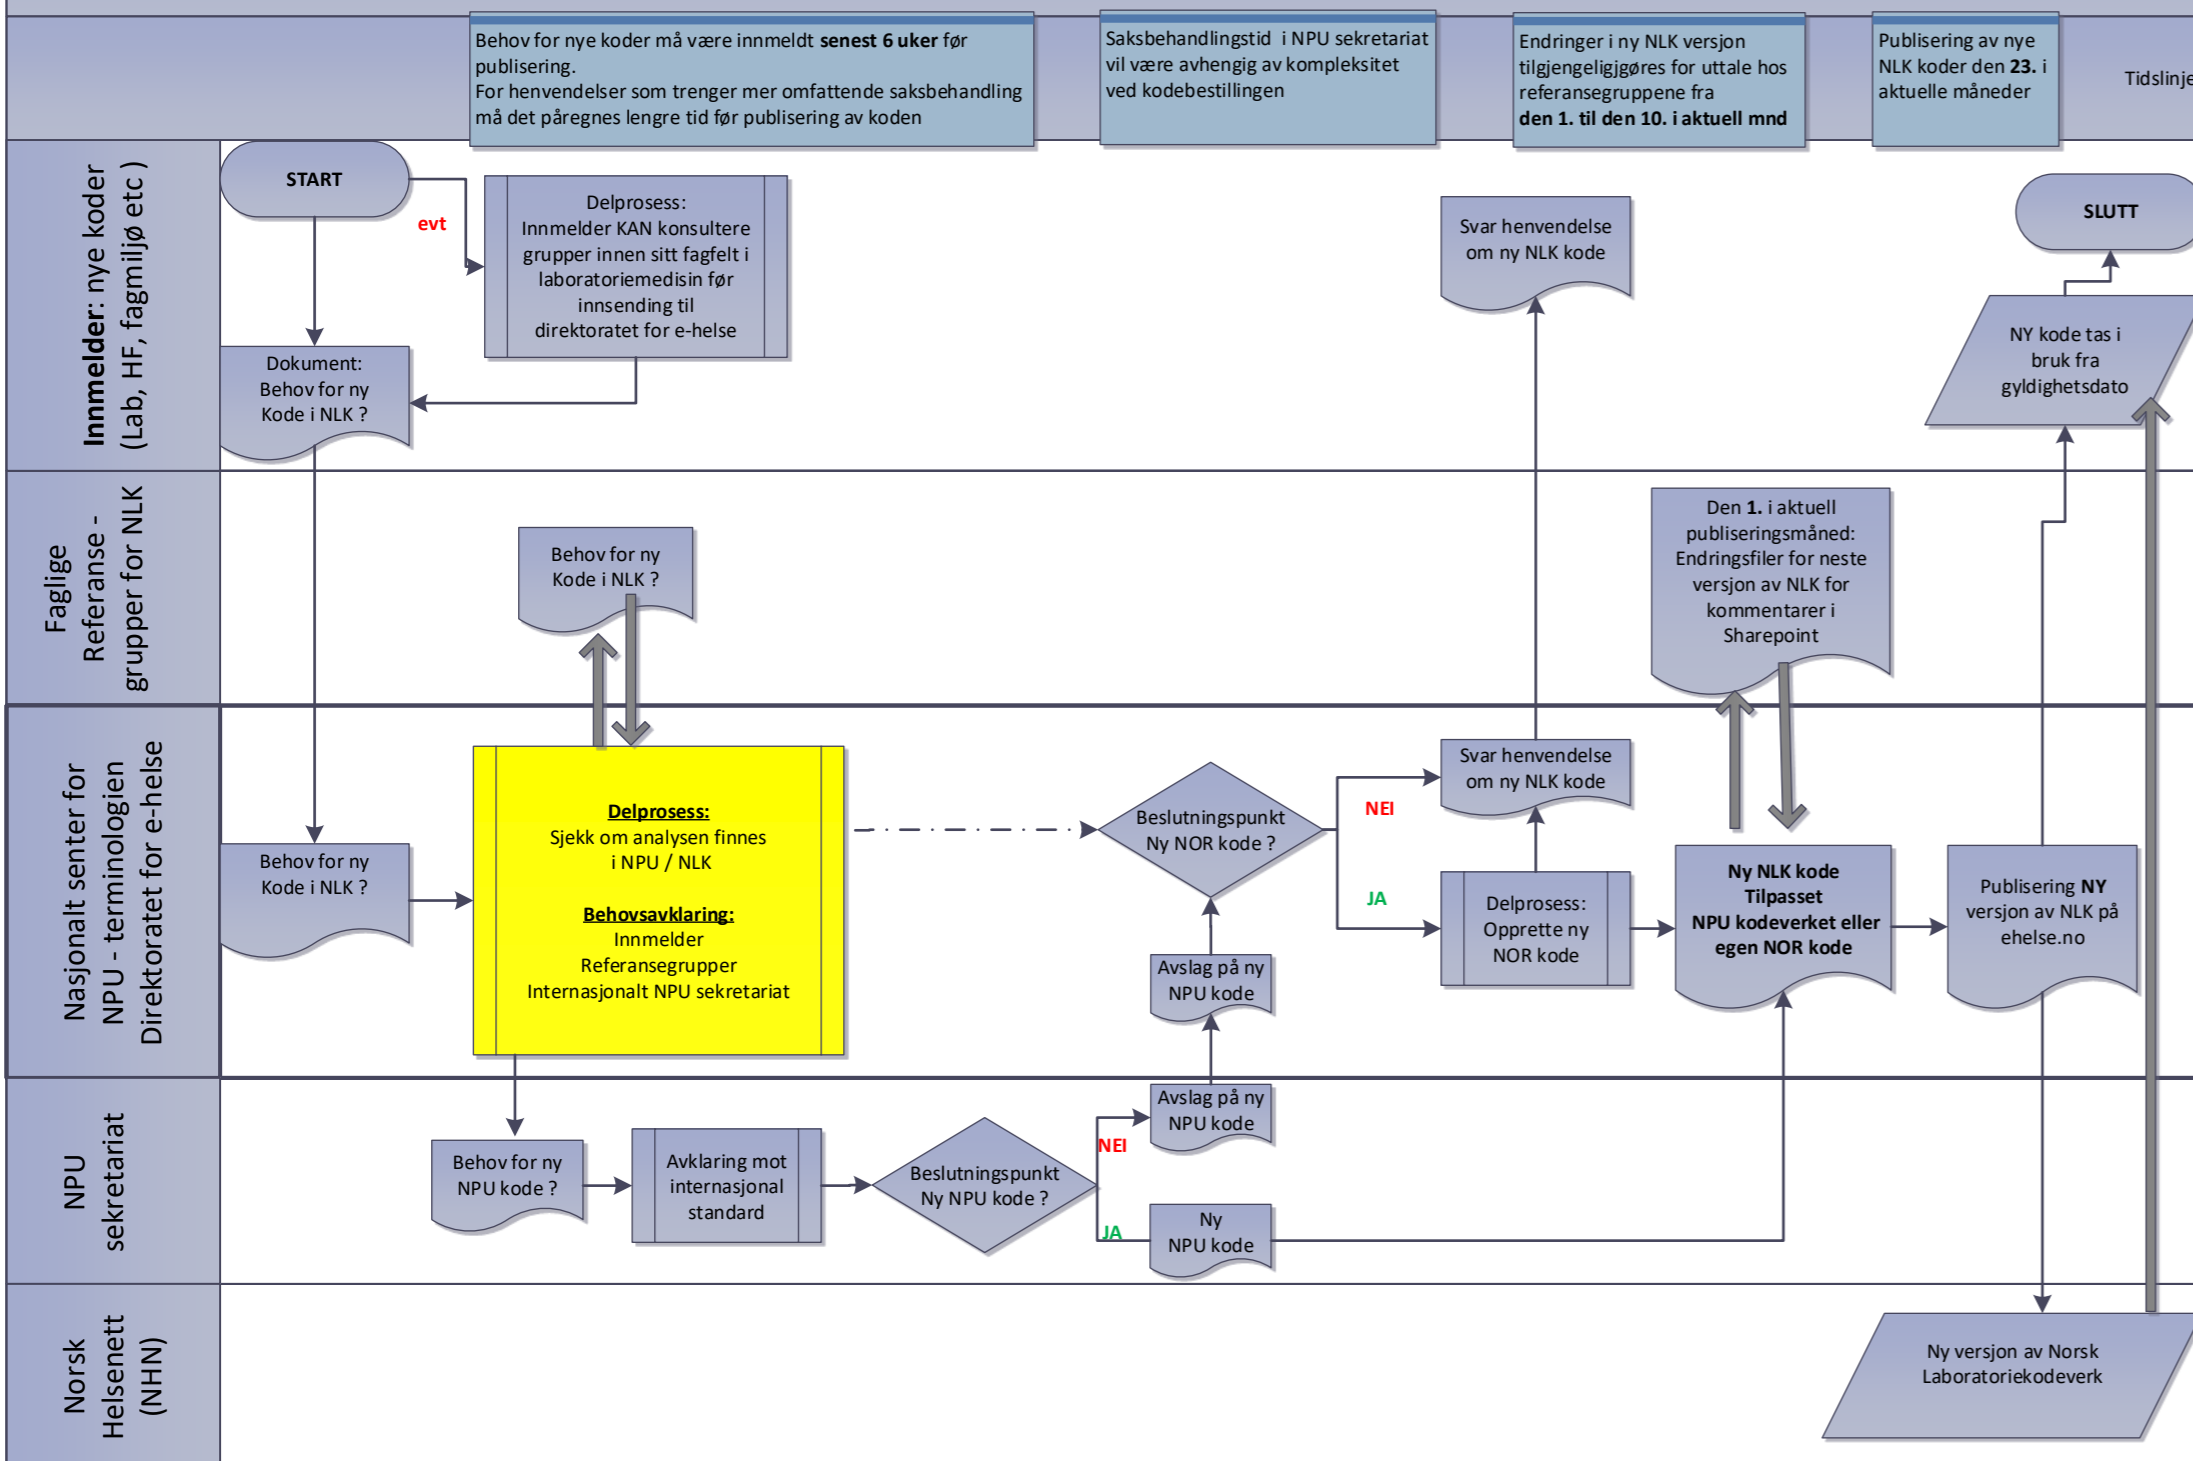 Behov for nye koder må være innmeldt senest 6 uker før
publisering.
For henvendelser som trenger mer omfattende saksbehandling
må det påregnes lengre tid før publisering av koden
Saksbehandlingstid i NPU sekretariat
vil være avhengig av kompleksitet
ved kodebestillingen
Endringer i ny NLK versjon
tilgjengeligjgøres for uttale hos
referansegruppene fra
den 1. til den 10. i aktuell mnd
Publisering av nye
NLK koder den 23. i
aktuelle måneder
Tidslinje
Innmelder: nye koder
(Lab, HF, fagmiljø etc )
START
evt
Delprosess:
Innmelder KAN konsultere
grupper innen sitt fagfelt i
laboratoriemedisin før
innsending til
direktoratet for e-helse
Dokument:
Behov for ny
Kode i NLK ?
Svar henvendelse
om ny NLK kode
SLUTT
NY kode tas i
bruk fra
gyldighetsdato
Faglige
Referanse -
grupper for NLK
Behov for ny
Kode i NLK ?
Den 1. i aktuell
publiseringsmåned:
Endringsfiler for neste
versjon av NLK for
kommentarer i
Sharepoint
Nasjonalt senter for
NPU - terminologien
Direktoratet for e-helse
Behov for ny
Kode i NLK ?
Delprosess:
Sjekk om analysen finnes
i NPU / NLK
Behovsavklaring:
Innmelder
Referansegrupper
Internasjonalt NPU sekretariat
Beslutningspunkt
Ny NOR kode ?
NEI
JA
Svar henvendelse
om ny NLK kode
Delprosess:
Opprette ny
NOR kode
Avslag på ny
NPU kode
Ny NLK kode
Tilpasset
NPU kodeverket eller
egen NOR kode
Publisering NY
versjon av NLK på
ehelse.no
NPU
sekretariat
Behov for ny
NPU kode ?
Avklaring mot
internasjonal
standard
Beslutningspunkt
Ny NPU kode ?
NEI
JA
Avslag på ny
NPU kode
Ny
NPU kode
Norsk
Helsenett
(NHN)
Ny versjon av Norsk
Laboratoriekodeverk